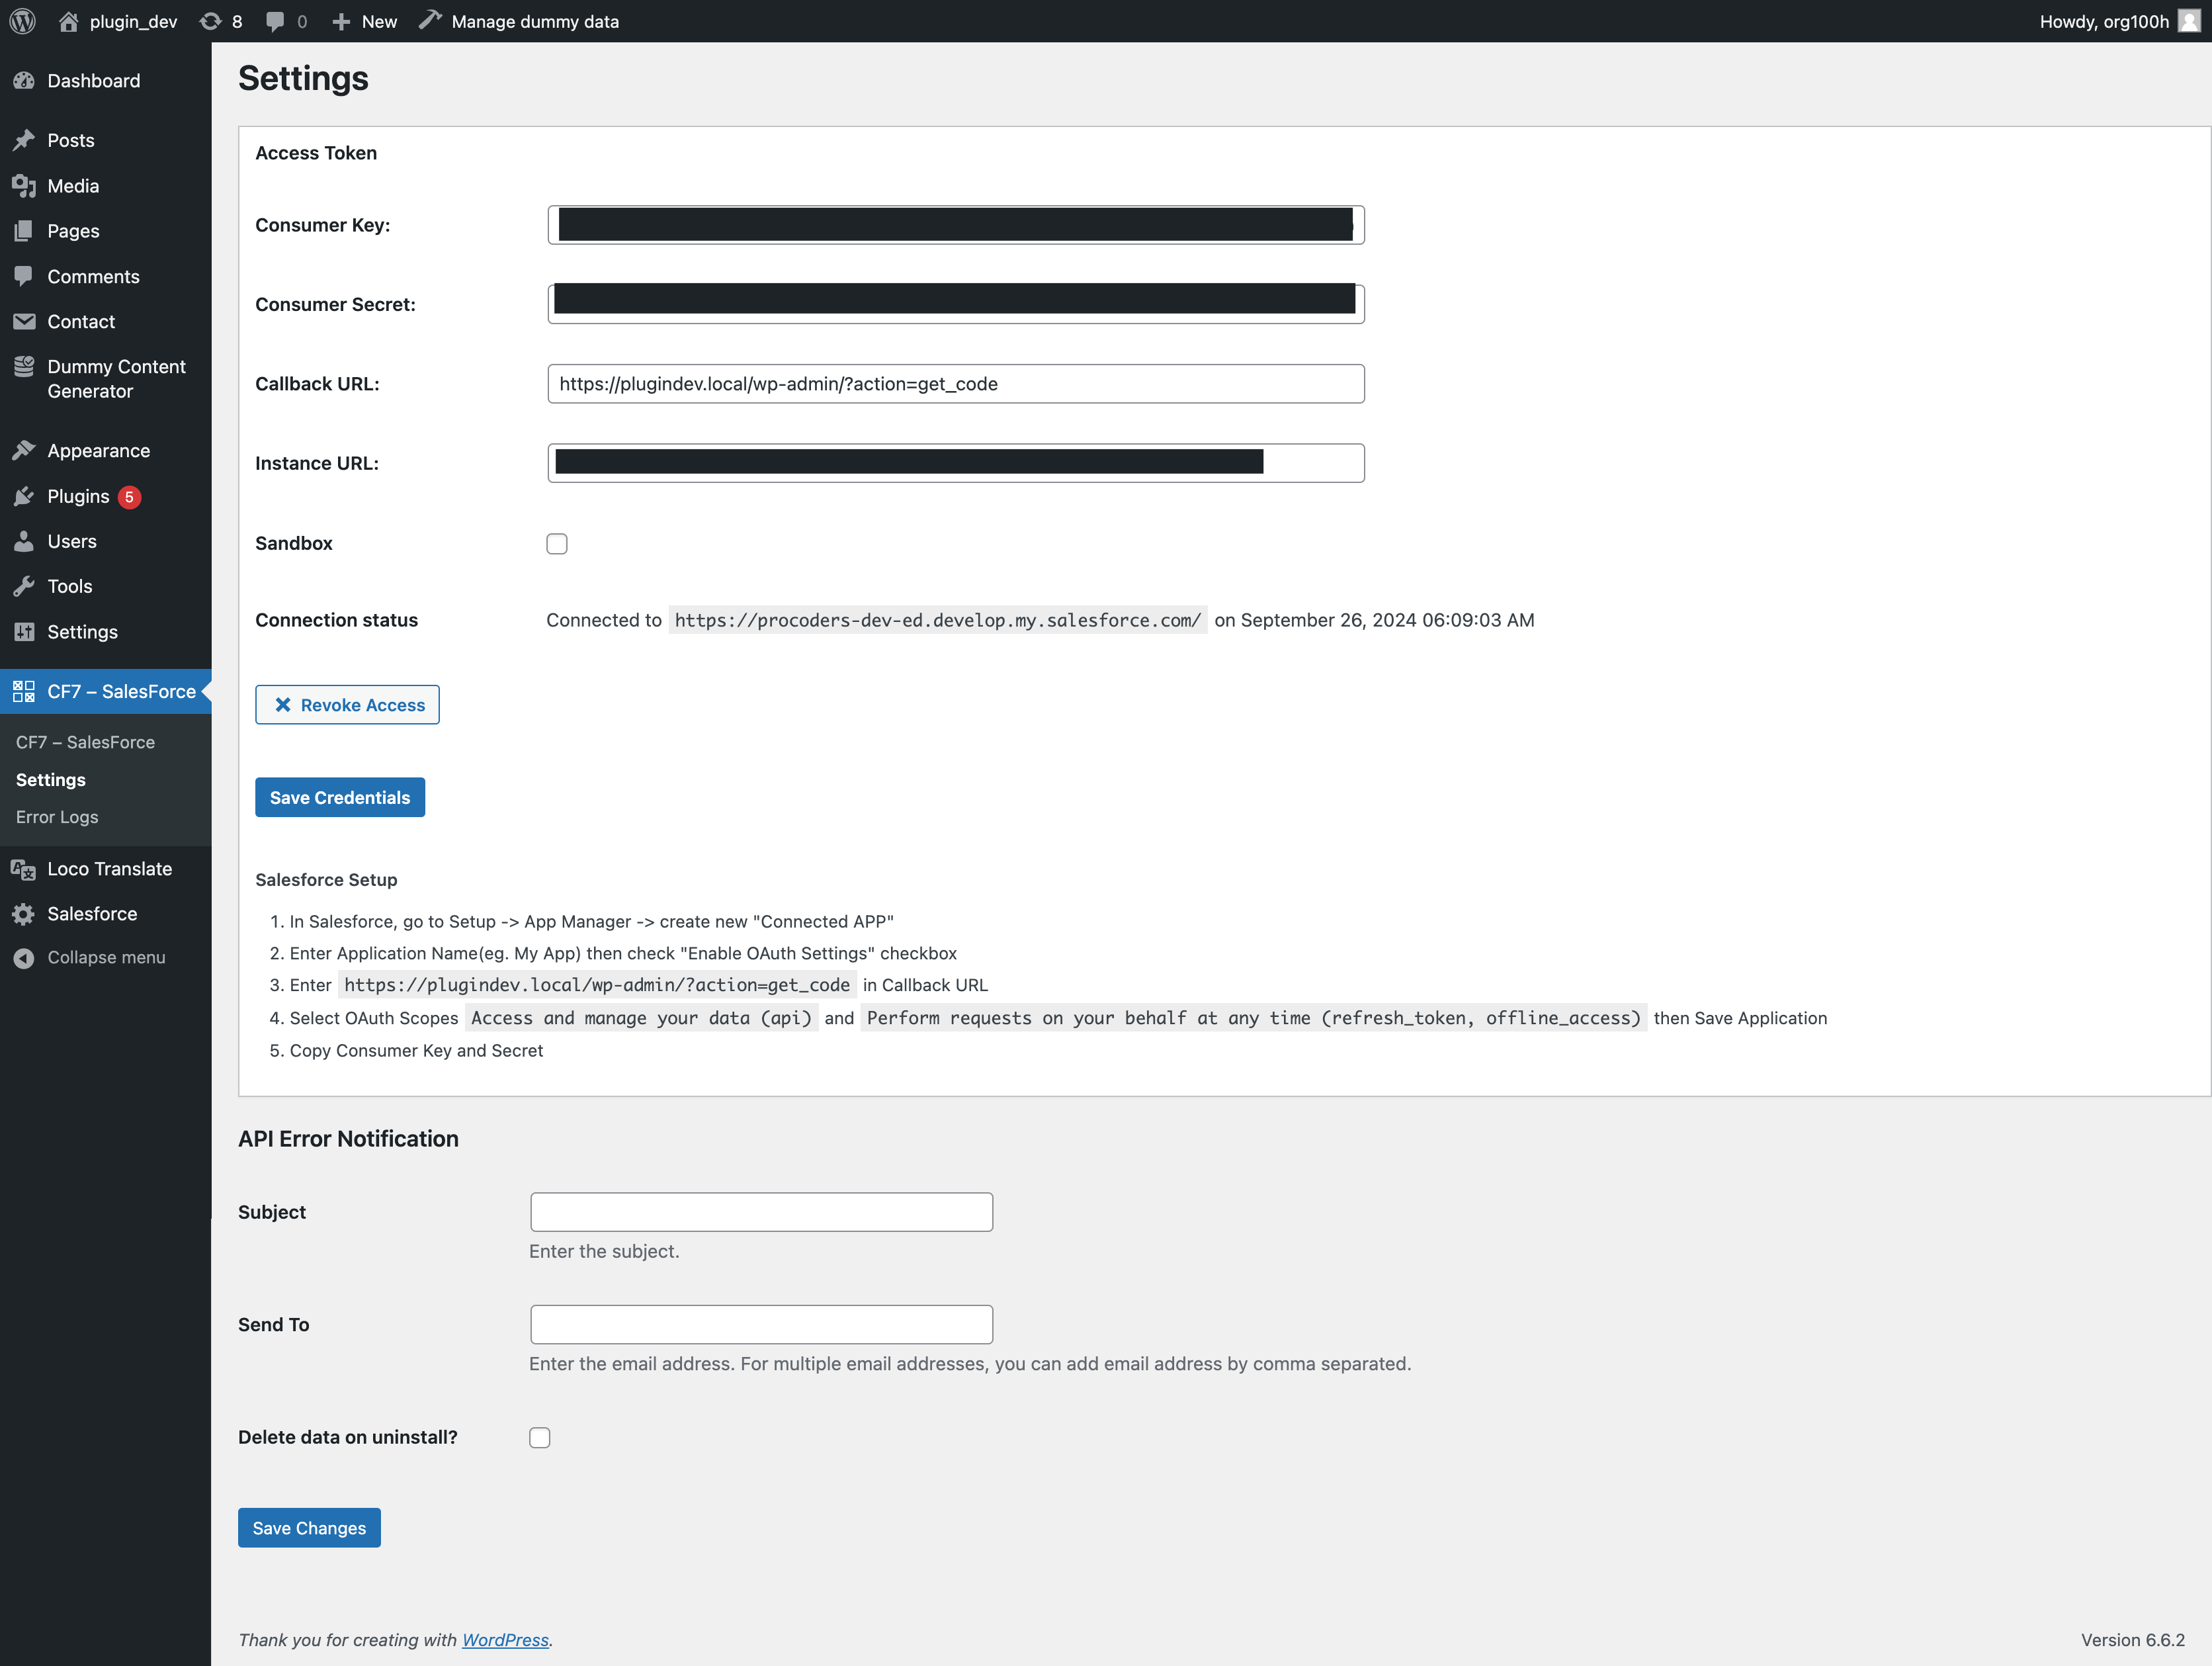 plugin_dev 8 0 New Manage dummy data Howdy, org100h
Dashboard
Posts
Media
Pages
Comments
Contact
Dummy Content
Generator
Appearance
Plugins 5
Users
Tools
Settings
CF7 – SalesForce
CF7 – SalesForce
Settings
Error Logs
Loco Translate
Salesforce
Collapse menu
Settings
Access Token
Consumer Key:
Consumer Secret:
Callback URL: https://plugindev.local/wp-admin/?action=get_code
Instance URL:
Sandbox
Connection status Connected to https://procoders-dev-ed.develop.my.salesforce.com/ on September 26, 2024 06:09:03 AM
Revoke Access
Save Credentials
Salesforce Setup
1. In Salesforce, go to Setup -> App Manager -> create new "Connected APP"
2. Enter Application Name(eg. My App) then check "Enable OAuth Settings" checkbox
3. Enter https://plugindev.local/wp-admin/?action=get_code in Callback URL
4. Select OAuth Scopes Access and manage your data (api) and Perform requests on your behalf at any time (refresh_token, offline_access) then Save Application
5. Copy Consumer Key and Secret
API Error Notification
Subject
Enter the subject.
Send To
Enter the email address. For multiple email addresses, you can add email address by comma separated.
Delete data on uninstall?
Save Changes
Thank you for creating with WordPress. Version 6.6.2